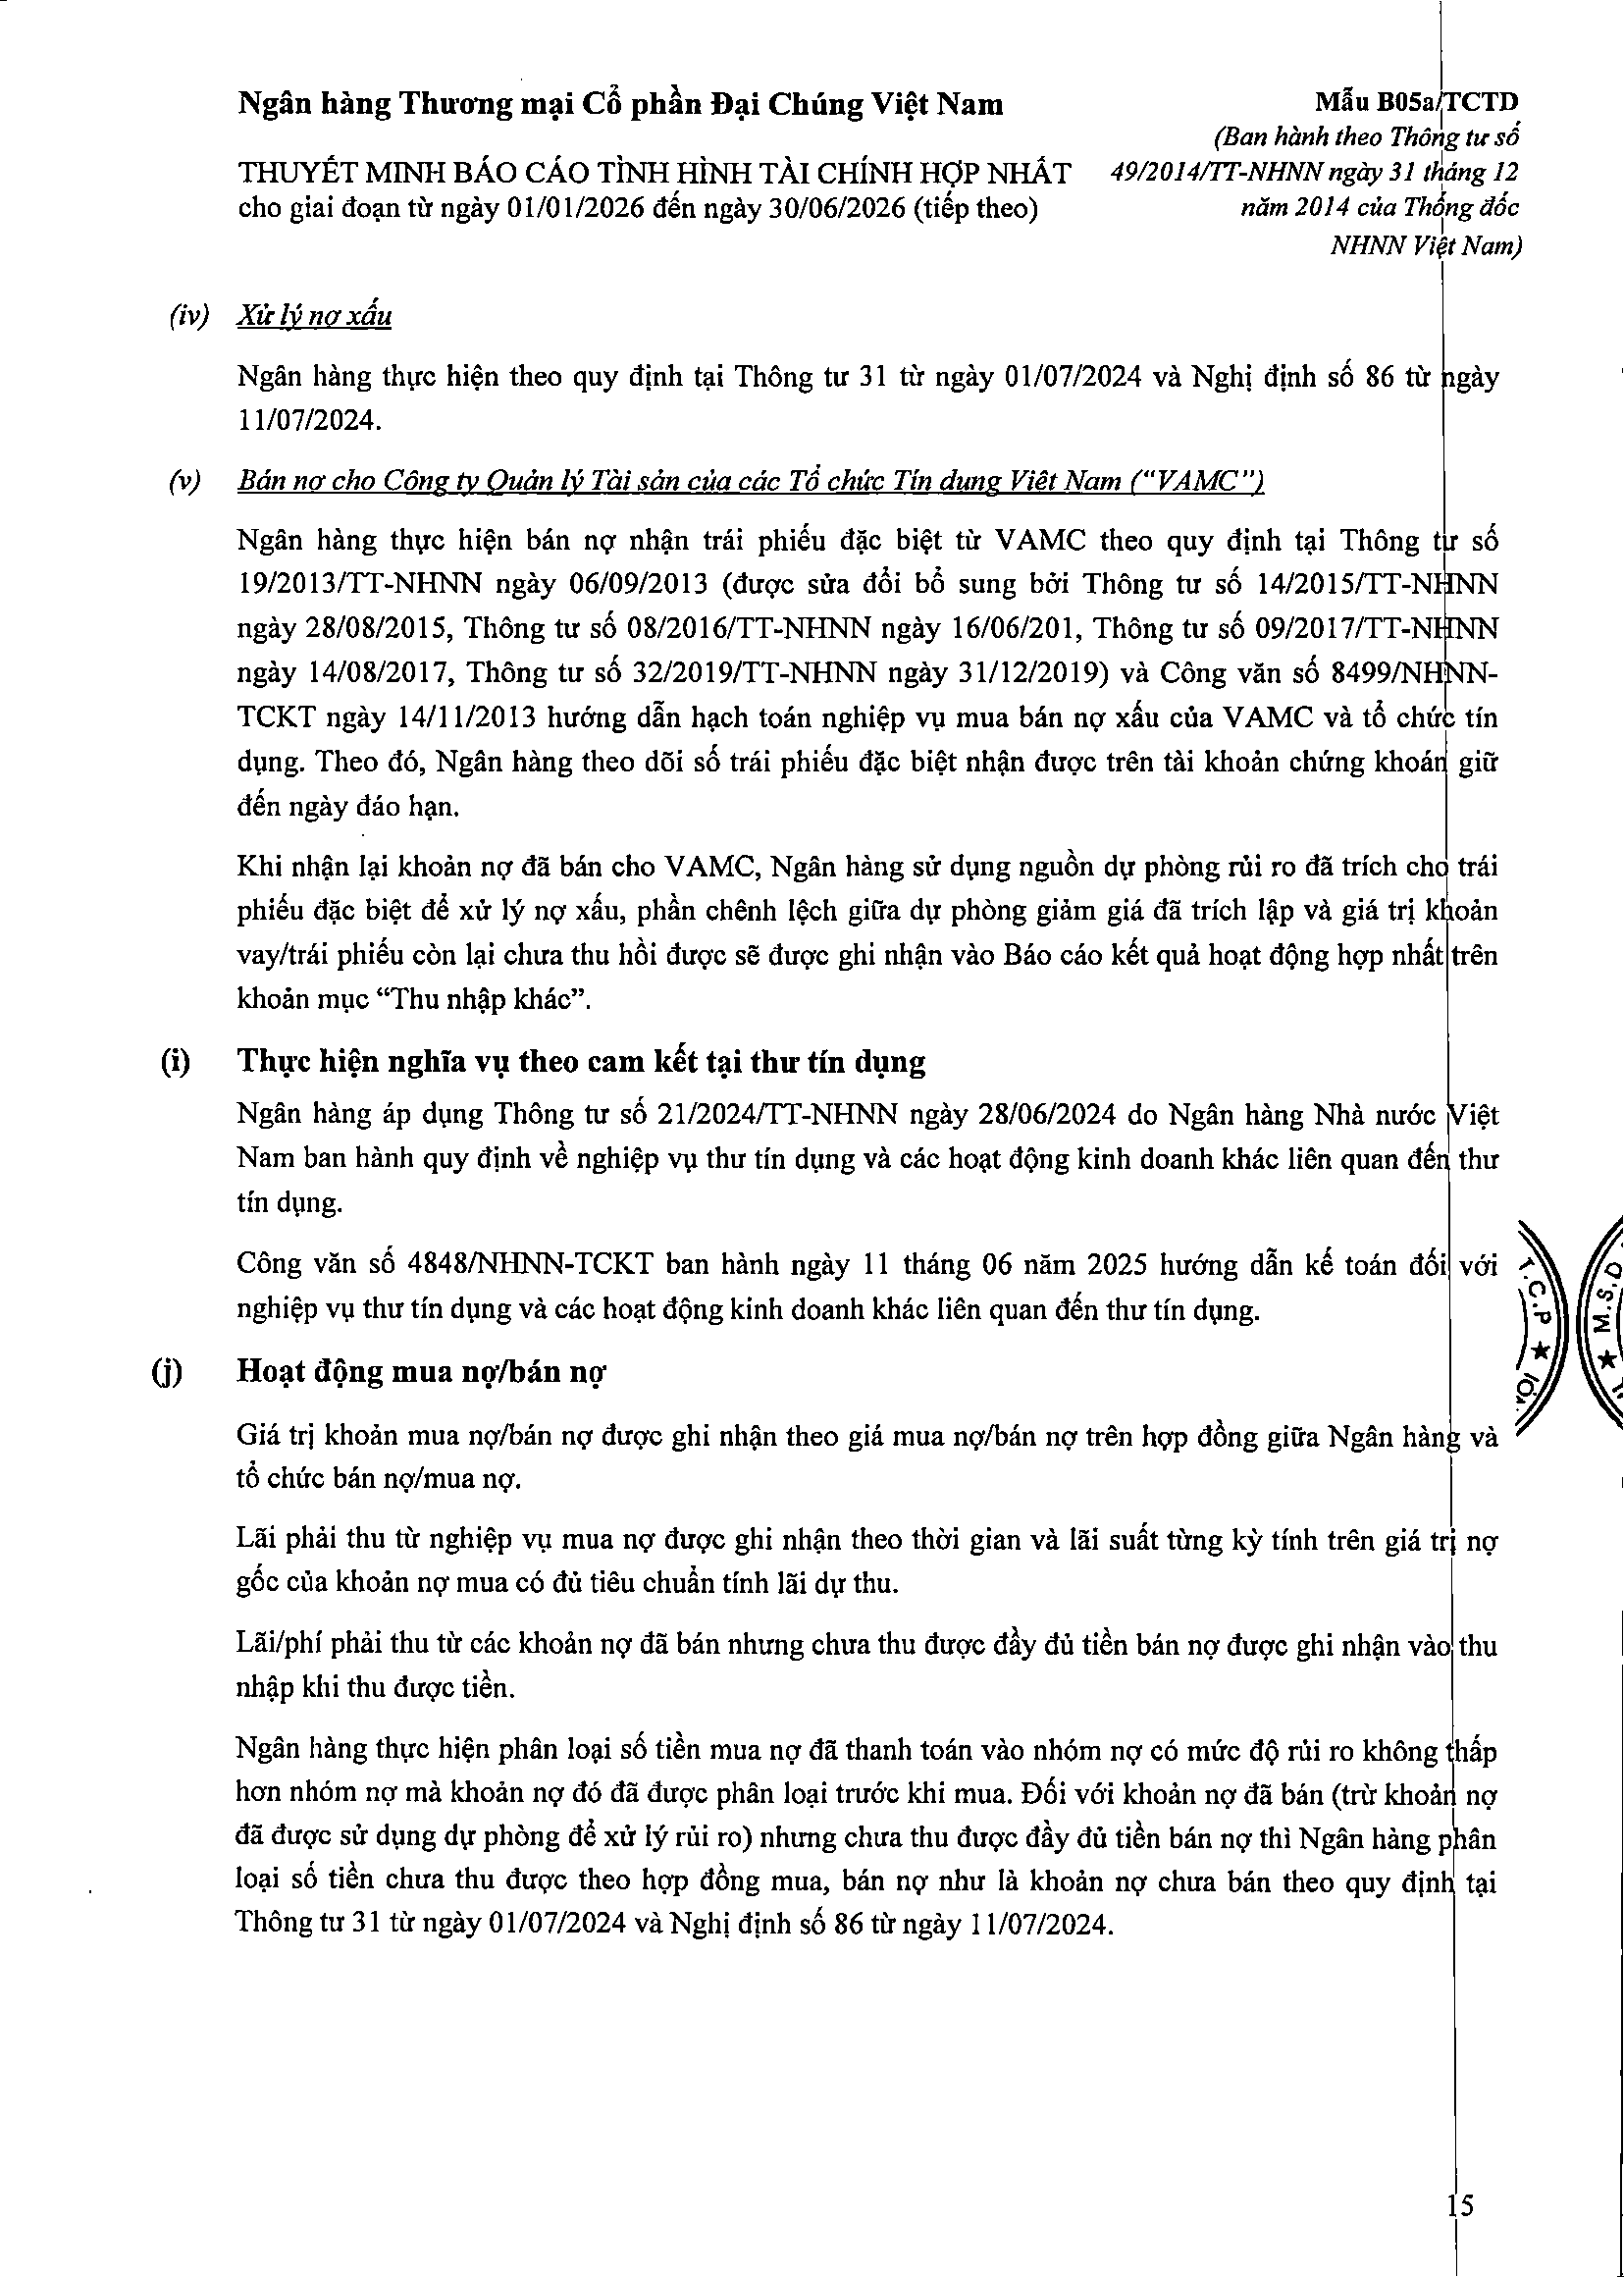 Ngân hàng Thương mại Cổ phần Đại Chúng Việt Nam
THUYẾT MINH BÁO CÁO TÌNH HÌNH TÀI CHÍNH HỢP NHẤT
cho giai đoạn từ ngày 01/01/2026 đến ngày 30/06/2026 (tiếp theo)
Mẫu B05a/TCTD
(Ban hành theo Thông tư số
49/2014/TT-NHNN ngày 31 tháng 12
năm 2014 của Thống đốc
NHNN Việt Nam)
(iv) Xử lý nợ xấu
Ngân hàng thực hiện theo quy định tại Thông tư 31 từ ngày 01/07/2024 và Nghị định số 86 từ ngày
11/07/2024.
(v) Bán nợ cho Công ty Quản lý Tài sản của các Tổ chức Tín dụng Việt Nam (“VAMC”)
Ngân hàng thực hiện bán nợ nhận trái phiếu đặc biệt từ VAMC theo quy định tại Thông tư số
19/2013/TT-NHNN ngày 06/09/2013 (được sửa đổi bổ sung bởi Thông tư số 14/2015/TT-NHNN
ngày 28/08/2015, Thông tư số 08/2016/TT-NHNN ngày 16/06/201, Thông tư số 09/2017/TT-NHNN
ngày 14/08/2017, Thông tư số 32/2019/TT-NHNN ngày 31/12/2019) và Công văn số 8499/NHNN-
TCKT ngày 14/11/2013 hướng dẫn hạch toán nghiệp vụ mua bán nợ xấu của VAMC và tổ chức tín
dụng. Theo đó, Ngân hàng theo dõi số trái phiếu đặc biệt nhận được trên tài khoản chứng khoán giữ
đến ngày đáo hạn.
Khi nhận lại khoản nợ đã bán cho VAMC, Ngân hàng sử dụng nguồn dự phòng rủi ro đã trích cho trái
phiếu đặc biệt để xử lý nợ xấu, phần chênh lệch giữa dự phòng giảm giá đã trích lập và giá trị khoản
vay/trái phiếu còn lại chưa thu hồi được sẽ được ghi nhận vào Báo cáo kết quả hoạt động hợp nhất trên
khoản mục “Thu nhập khác”.
(i) Thực hiện nghĩa vụ theo cam kết tại thư tín dụng
Ngân hàng áp dụng Thông tư số 21/2024/TT-NHNN ngày 28/06/2024 do Ngân hàng Nhà nước Việt
Nam ban hành quy định về nghiệp vụ thư tín dụng và các hoạt động kinh doanh khác liên quan đến thư
tín dụng.
Công văn số 4848/NHNN-TCKT ban hành ngày 11 tháng 06 năm 2025 hướng dẫn kế toán đối với
nghiệp vụ thư tín dụng và các hoạt động kinh doanh khác liên quan đến thư tín dụng.
T.C.P
M.S.D
(j) Hoạt động mua nợ/bán nợ
Giá trị khoản mua nợ/bán nợ được ghi nhận theo giá mua nợ/bán nợ trên hợp đồng giữa Ngân hàng và
tổ chức bán nợ/mua nợ.
Lãi phải thu từ nghiệp vụ mua nợ được ghi nhận theo thời gian và lãi suất từng kỳ tính trên giá trị nợ
gốc của khoản nợ mua có đủ tiêu chuẩn tính lãi dự thu.
Lãi/phí phải thu từ các khoản nợ đã bán nhưng chưa thu được đầy đủ tiền bán nợ được ghi nhận vào thu
nhập khi thu được tiền.
Ngân hàng thực hiện phân loại số tiền mua nợ đã thanh toán vào nhóm nợ có mức độ rủi ro không thấp
hơn nhóm nợ mà khoản nợ đó đã được phân loại trước khi mua. Đối với khoản nợ đã bán (trừ khoản nợ
đã được sử dụng dự phòng để xử lý rủi ro) nhưng chưa thu được đầy đủ tiền bán nợ thì Ngân hàng phân
loại số tiền chưa thu được theo hợp đồng mua, bán nợ như là khoản nợ chưa bán theo quy định tại
Thông tư 31 từ ngày 01/07/2024 và Nghị định số 86 từ ngày 11/07/2024.
15